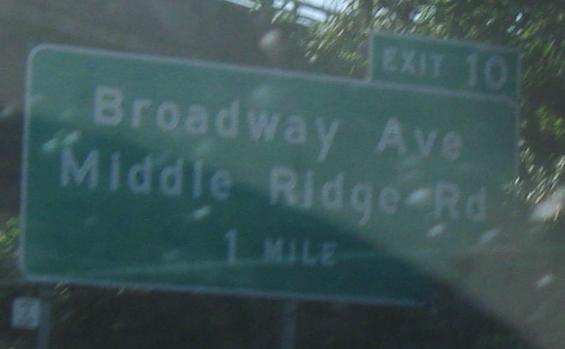 EXIT 10
Broadway Ave
Middle Ridge Rd
1 MILE